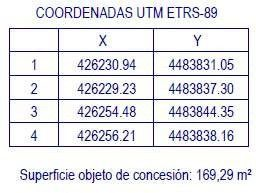 COORDENADAS UTM ETRS-89
X Y
1 426230.94 4483831.05
2 426229.23 4483837.30
3 426254.48 4483844.35
4 426256.21 4483838.16
Superficie objeto de concesión: 169,29 m²